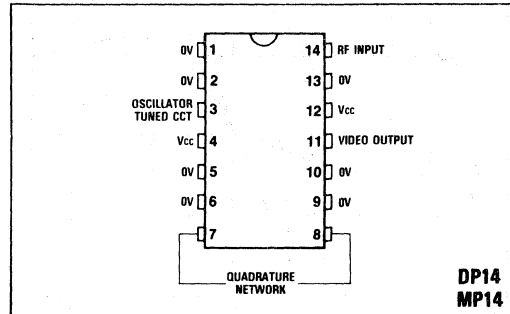 0V 1 14 RF INPUT
0V 2 13 0V
OSCILLATOR
TUNED CCT 3 12 Vcc
Vcc 4 11 VIDEO OUTPUT
0V 5 10 0V
0V 6 9 0V
7 8
QUADRATURE
NETWORK
DP14
MP14